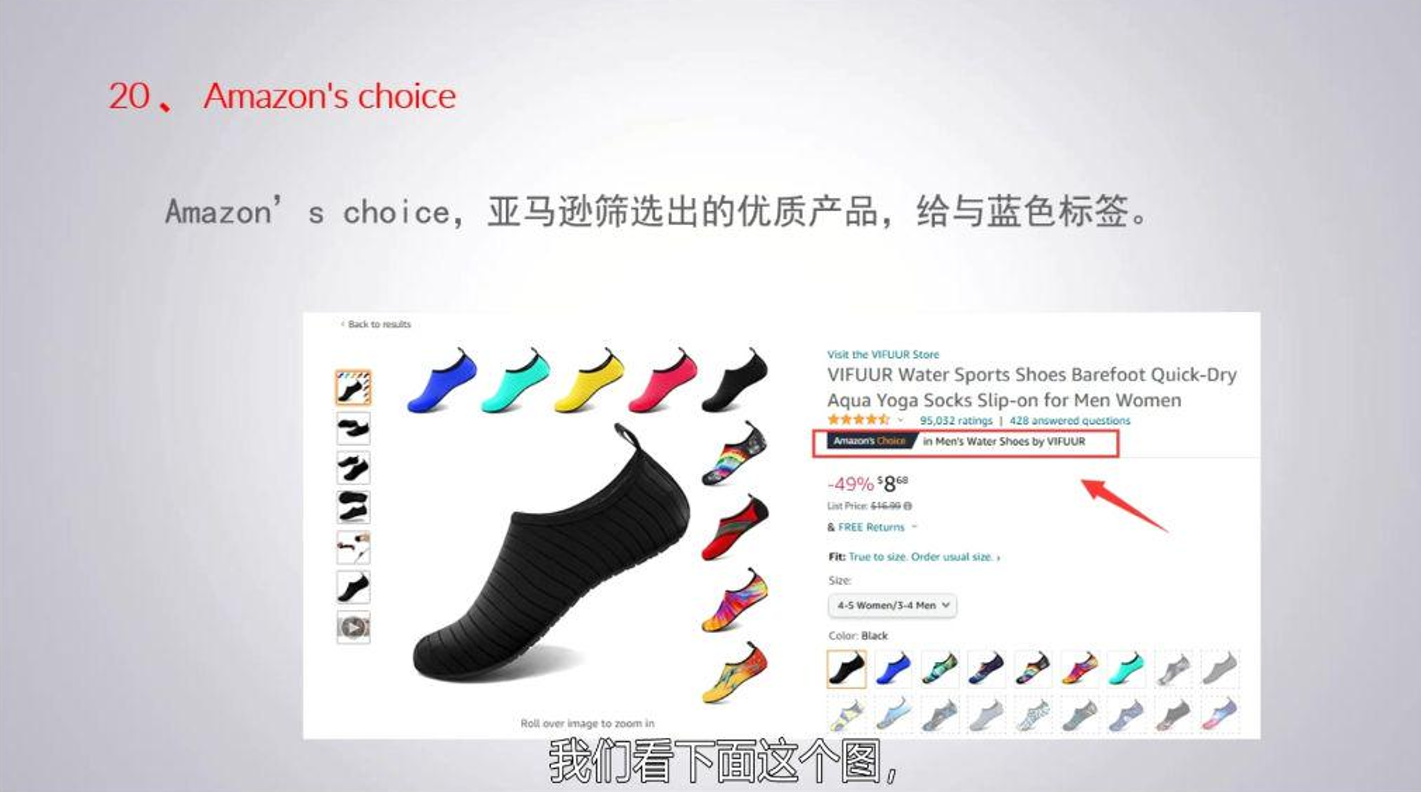 20、 Amazon's choice
Amazon’s choice，亚马逊筛选出的优质产品，给与蓝色标签。
‹ Back to results
Visit the VIFUUR Store
VIFUUR Water Sports Shoes Barefoot Quick-Dry
Aqua Yoga Socks Slip-on for Men Women
95,032 ratings | 428 answered questions
Amazon's Choice in Men's Water Shoes by VIFUUR
-49% $8⁶⁸
List Price: $16.99
& FREE Returns
Fit: True to size. Order usual size. ›
Size:
4-5 Women/3-4 Men
Color: Black
Roll over image to zoom in
我们看下面这个图，